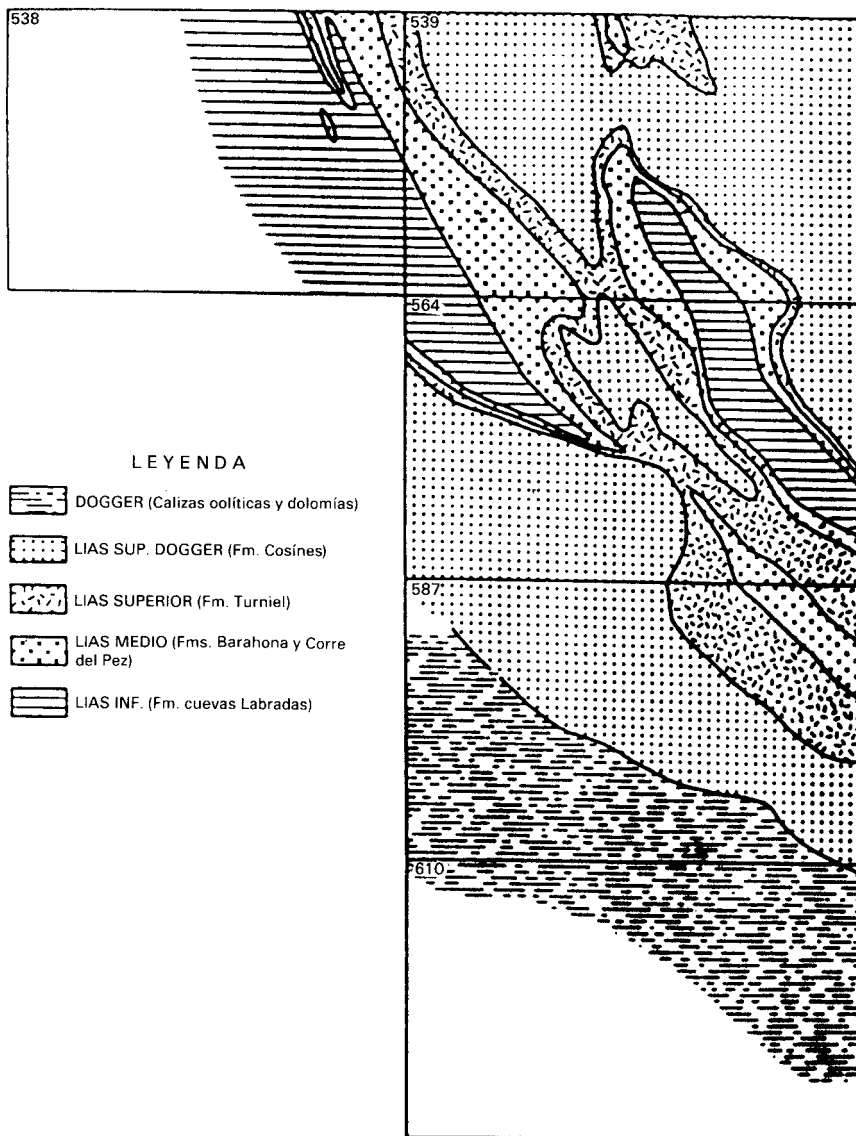 538
539
564
LEYENDA
DOGGER (Calizas oolíticas y dolomías)
LIAS SUP. DOGGER (Fm. Cosínes)
LIAS SUPERIOR (Fm. Turniel)
587
LIAS MEDIO (Fms. Barahona y Corre
del Pez)
LIAS INF. (Fm. cuevas Labradas)
610